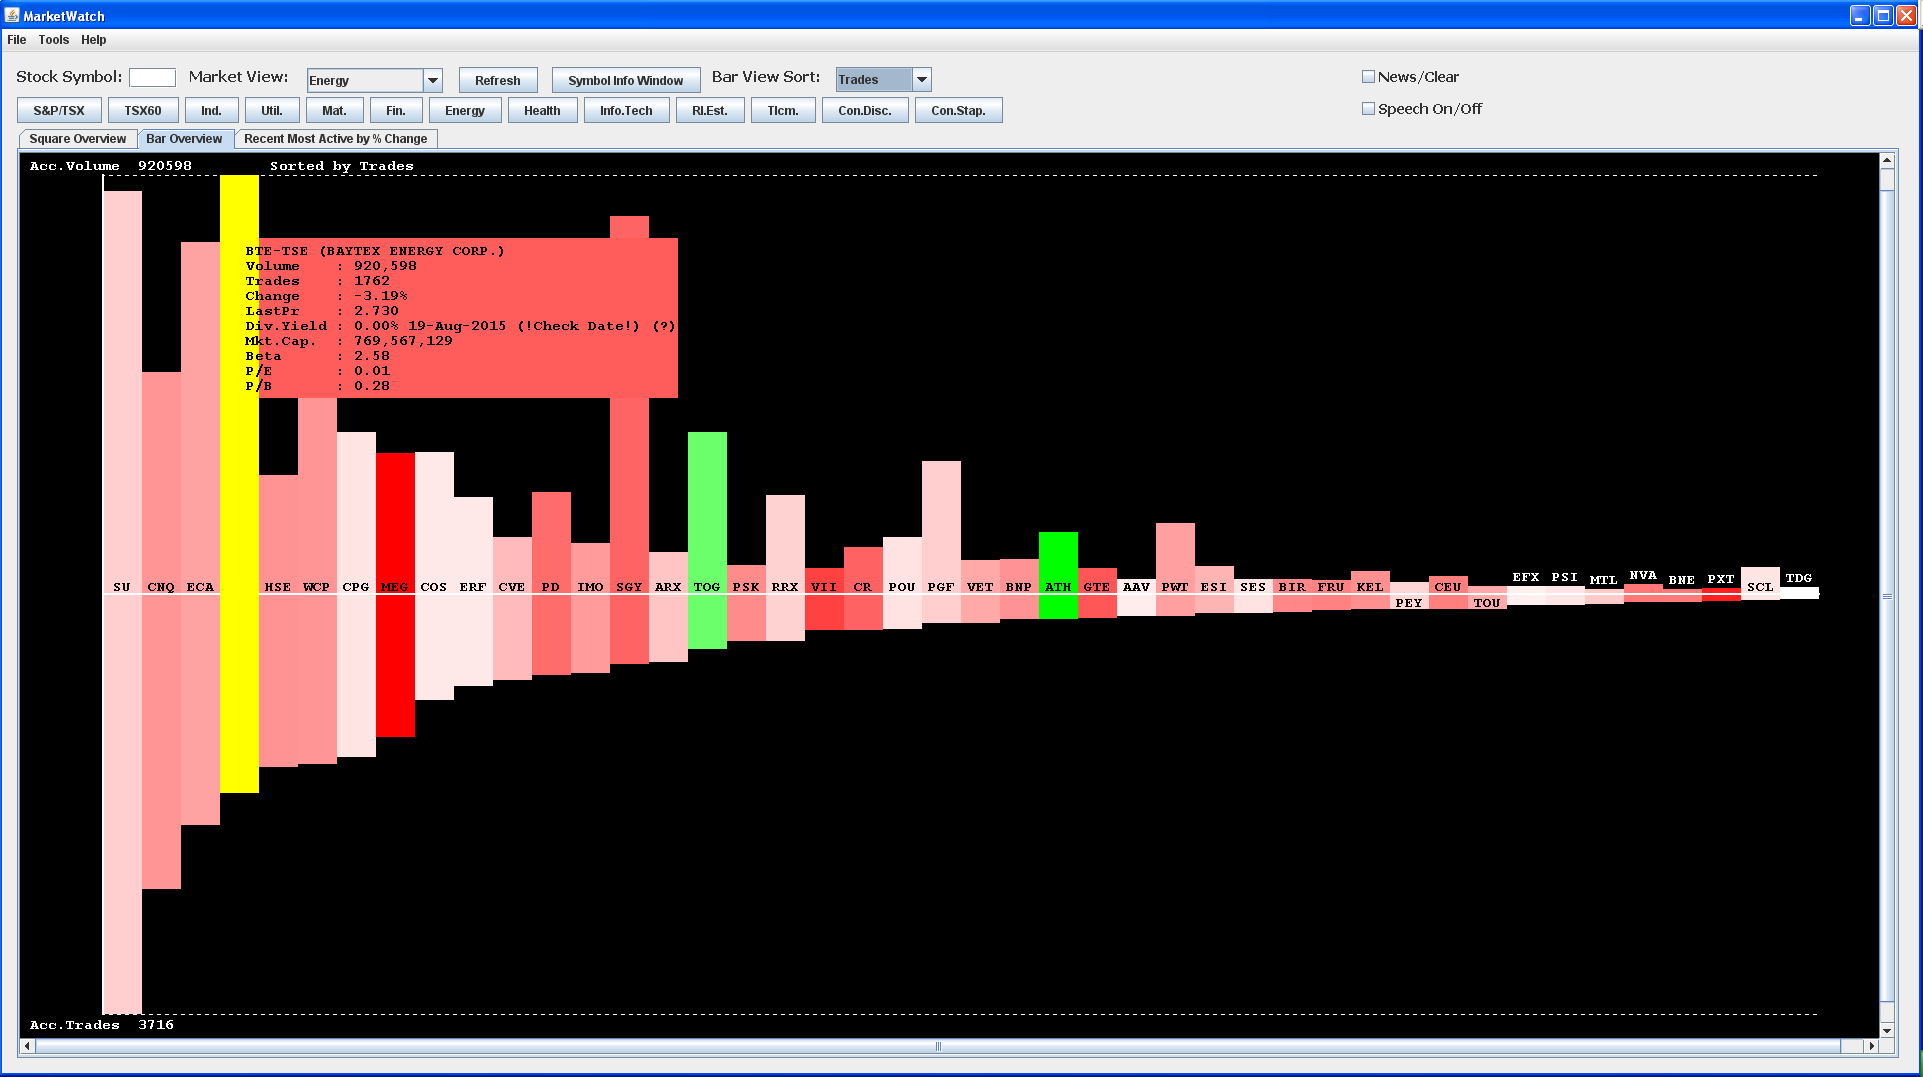 MarketWatch
File Tools Help
Stock Symbol: Market View: Energy Refresh Symbol Info Window Bar View Sort: Trades News/Clear
S&P/TSX TSX60 Ind. Util. Mat. Fin. Energy Health Info.Tech Rl.Est. Tlcm. Con.Disc. Con.Stap. Speech On/Off
Square Overview Bar Overview Recent Most Active by % Change
Acc.Volume 920598 Sorted by Trades
BTE-TSE (BAYTEX ENERGY CORP.)
Volume : 920,598
Trades : 1762
Change : -3.19%
LastPr : 2.730
Div.Yield : 0.00% 19-Aug-2015 (!Check Date!) (?)
Mkt.Cap. : 769,567,129
Beta : 2.58
P/E : 0.01
P/B : 0.28
SU CNQ ECA HSE WCP CPG MEG COS ERF CVE PD IMO SGY ARX TOG PSK RRX VII CR POU PGF VET BNP ATH GTE AAV PWT ESI SES BIR FRU KEL PEY CEU TOU EFX PSI MTL NVA BNE PXT SCL TDG
Acc.Trades 3716